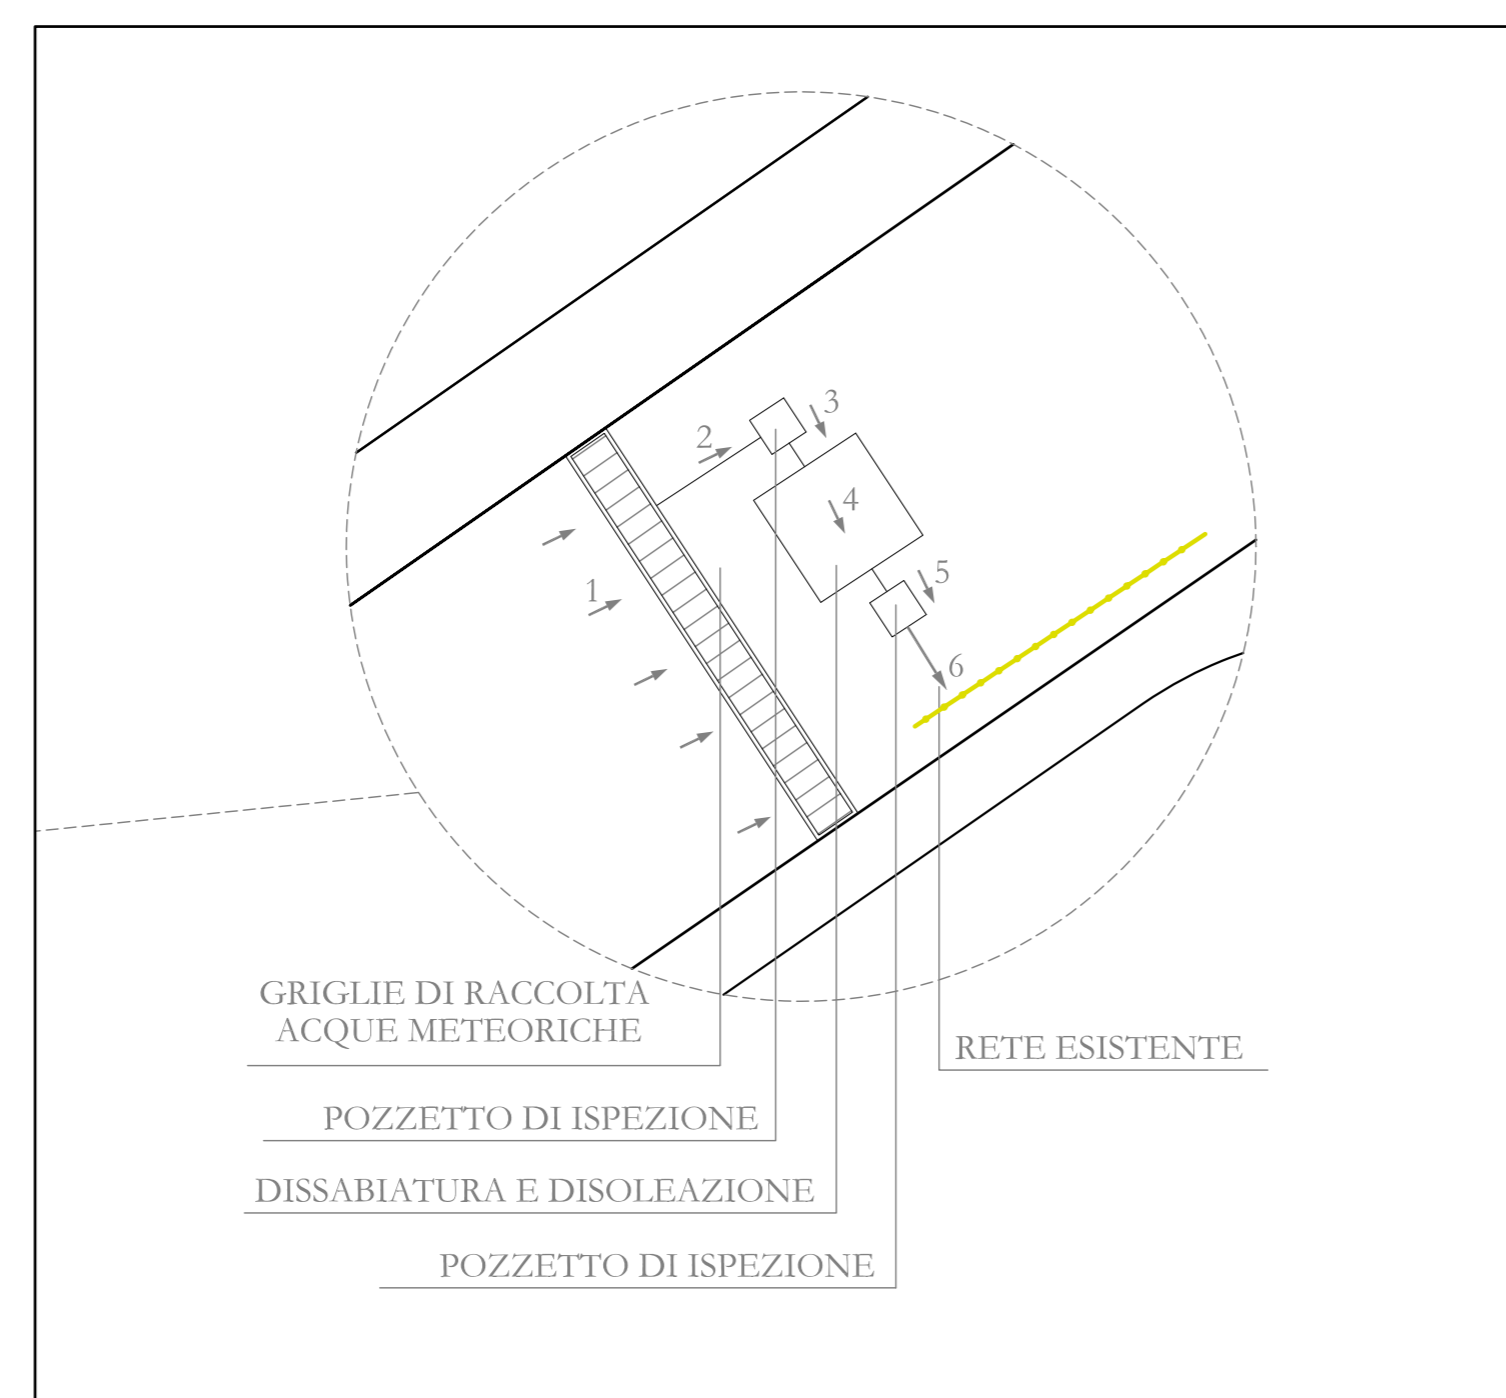 3
2
4
1
5
6
GRIGLIE DI RACCOLTA
ACQUE METEORICHE
RETE ESISTENTE
POZZETTO DI ISPEZIONE
DISSABIATURA E DISOLEAZIONE
POZZETTO DI ISPEZIONE